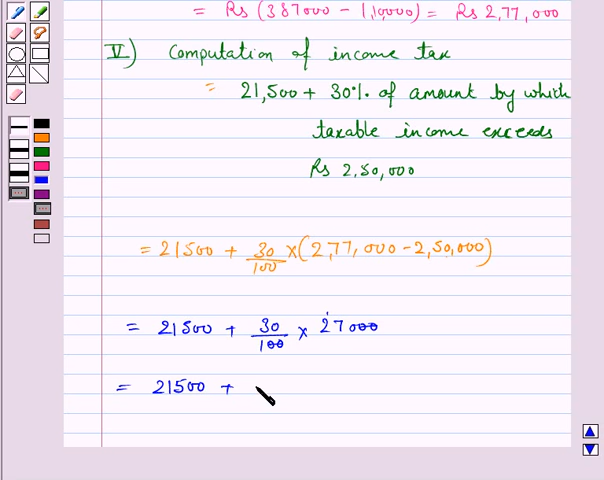 = Rs (387000 - 1,10000) = Rs 2,77,000
V) Computation of income tax
= 21,500 + 30% of amount by which
taxable income exceeds
Rs 2,50,000
= 21500 + 30/100 × (2,77,000 - 2,50,000)
= 21500 + 30/100 × 27000
= 21500 +